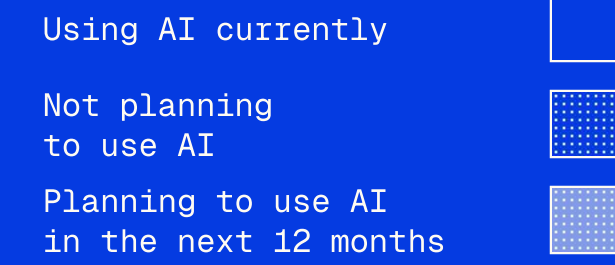 Using AI currently
Not planning
to use AI
Planning to use AI
in the next 12 months